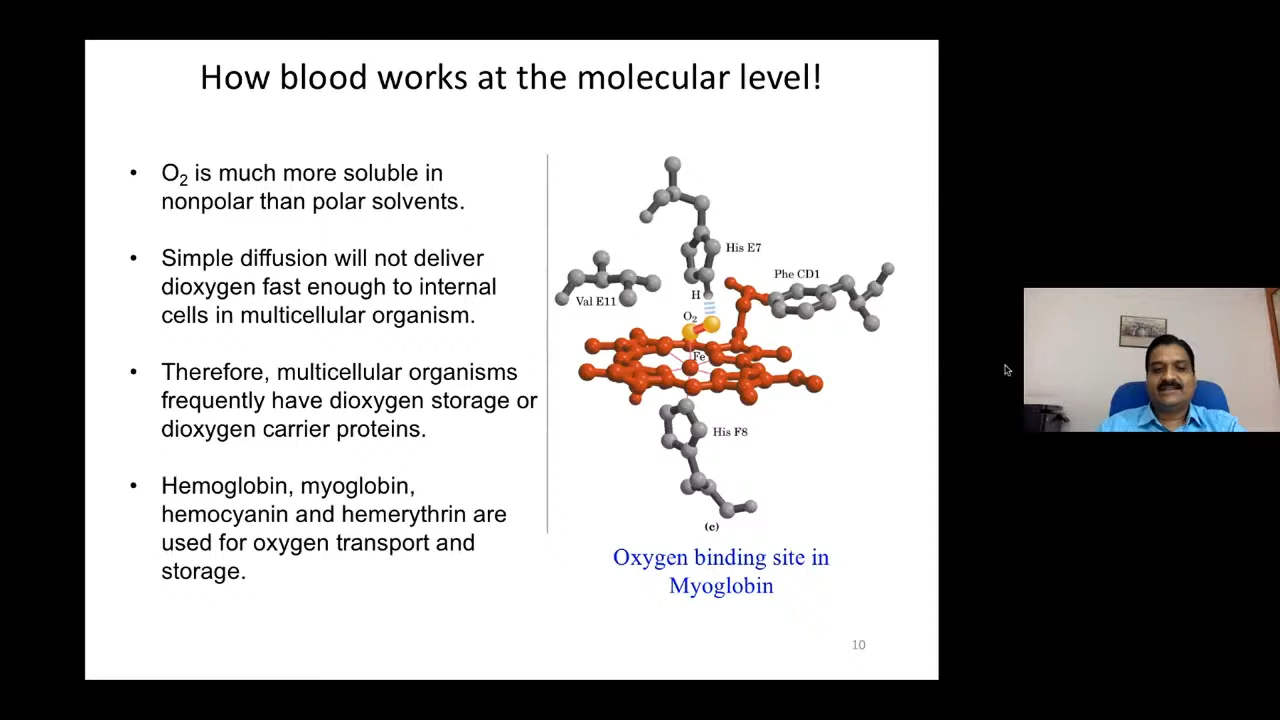 How blood works at the molecular level!
• O₂ is much more soluble in
nonpolar than polar solvents.
• Simple diffusion will not deliver
dioxygen fast enough to internal
cells in multicellular organism.
• Therefore, multicellular organisms
frequently have dioxygen storage or
dioxygen carrier proteins.
• Hemoglobin, myoglobin,
hemocyanin and hemerythrin are
used for oxygen transport and
storage.
His E7
Phe CD1
Val E11
H
O₂
Fe
His F8
(c)
Oxygen binding site in
Myoglobin
10